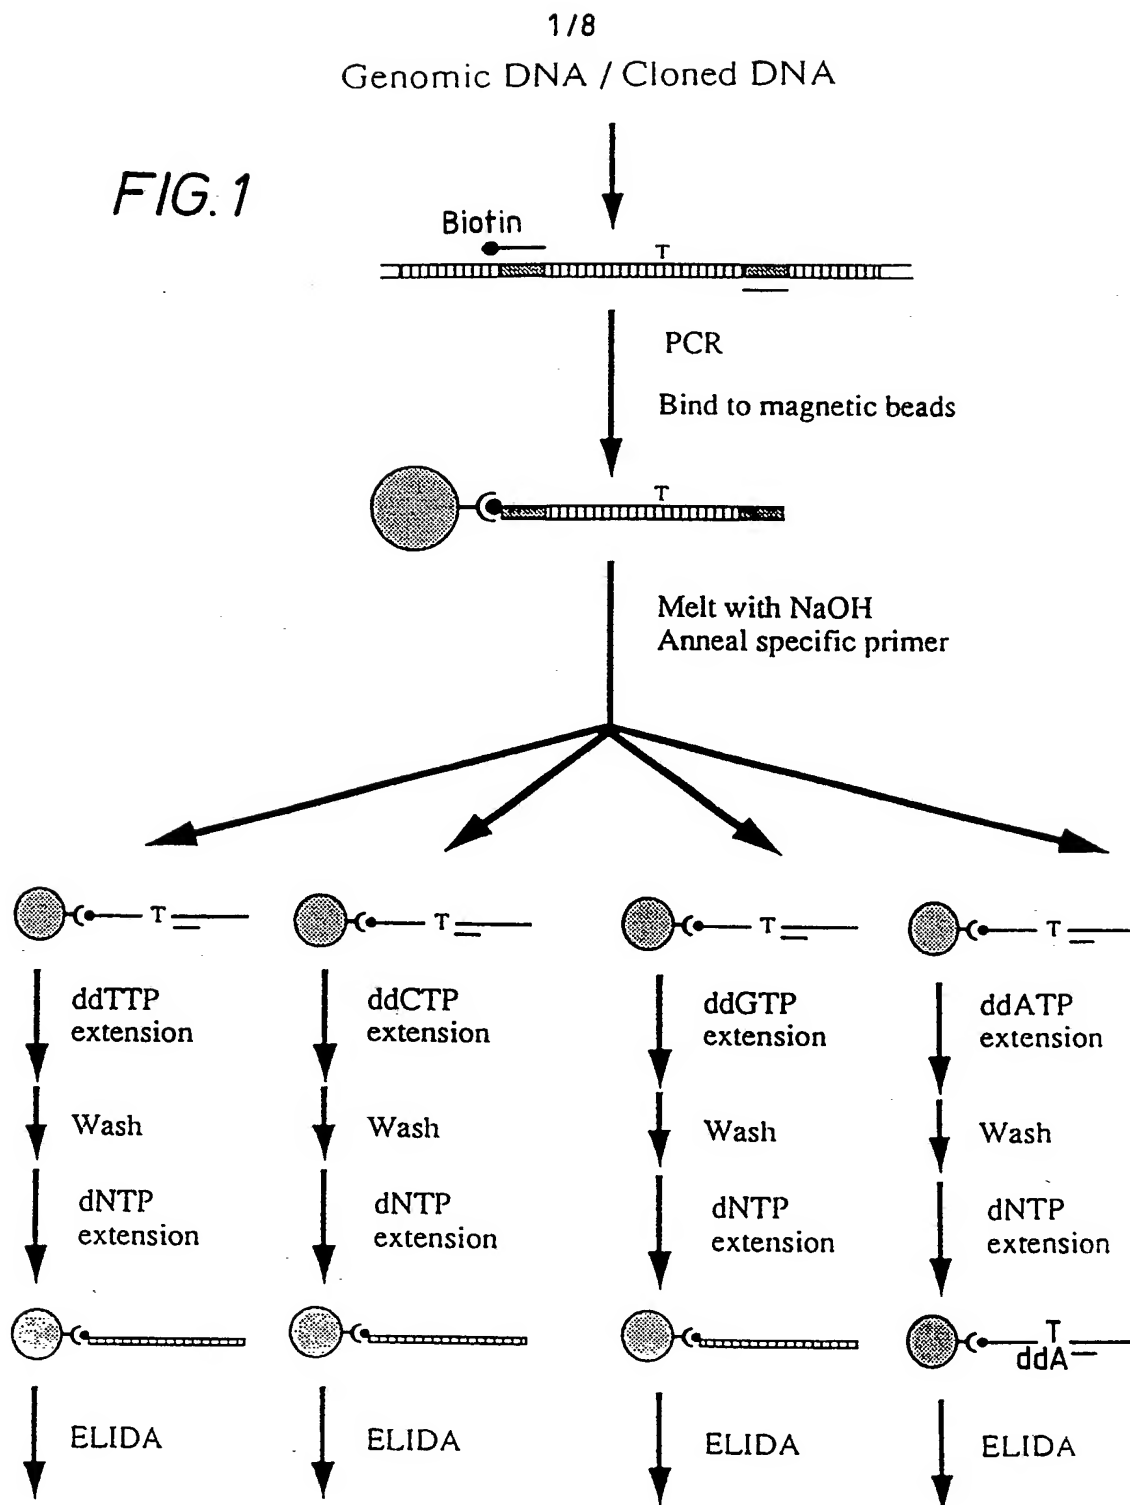 1/8
Genomic DNA / Cloned DNA
FIG. 1
Biotin
T
PCR
Bind to magnetic beads
T
Melt with NaOH
Anneal specific primer
T
T
T
T
ddTTP
extension
ddCTP
extension
ddGTP
extension
ddATP
extension
Wash
Wash
Wash
Wash
dNTP
extension
dNTP
extension
dNTP
extension
dNTP
extension
T
ddA
ELIDA
ELIDA
ELIDA
ELIDA